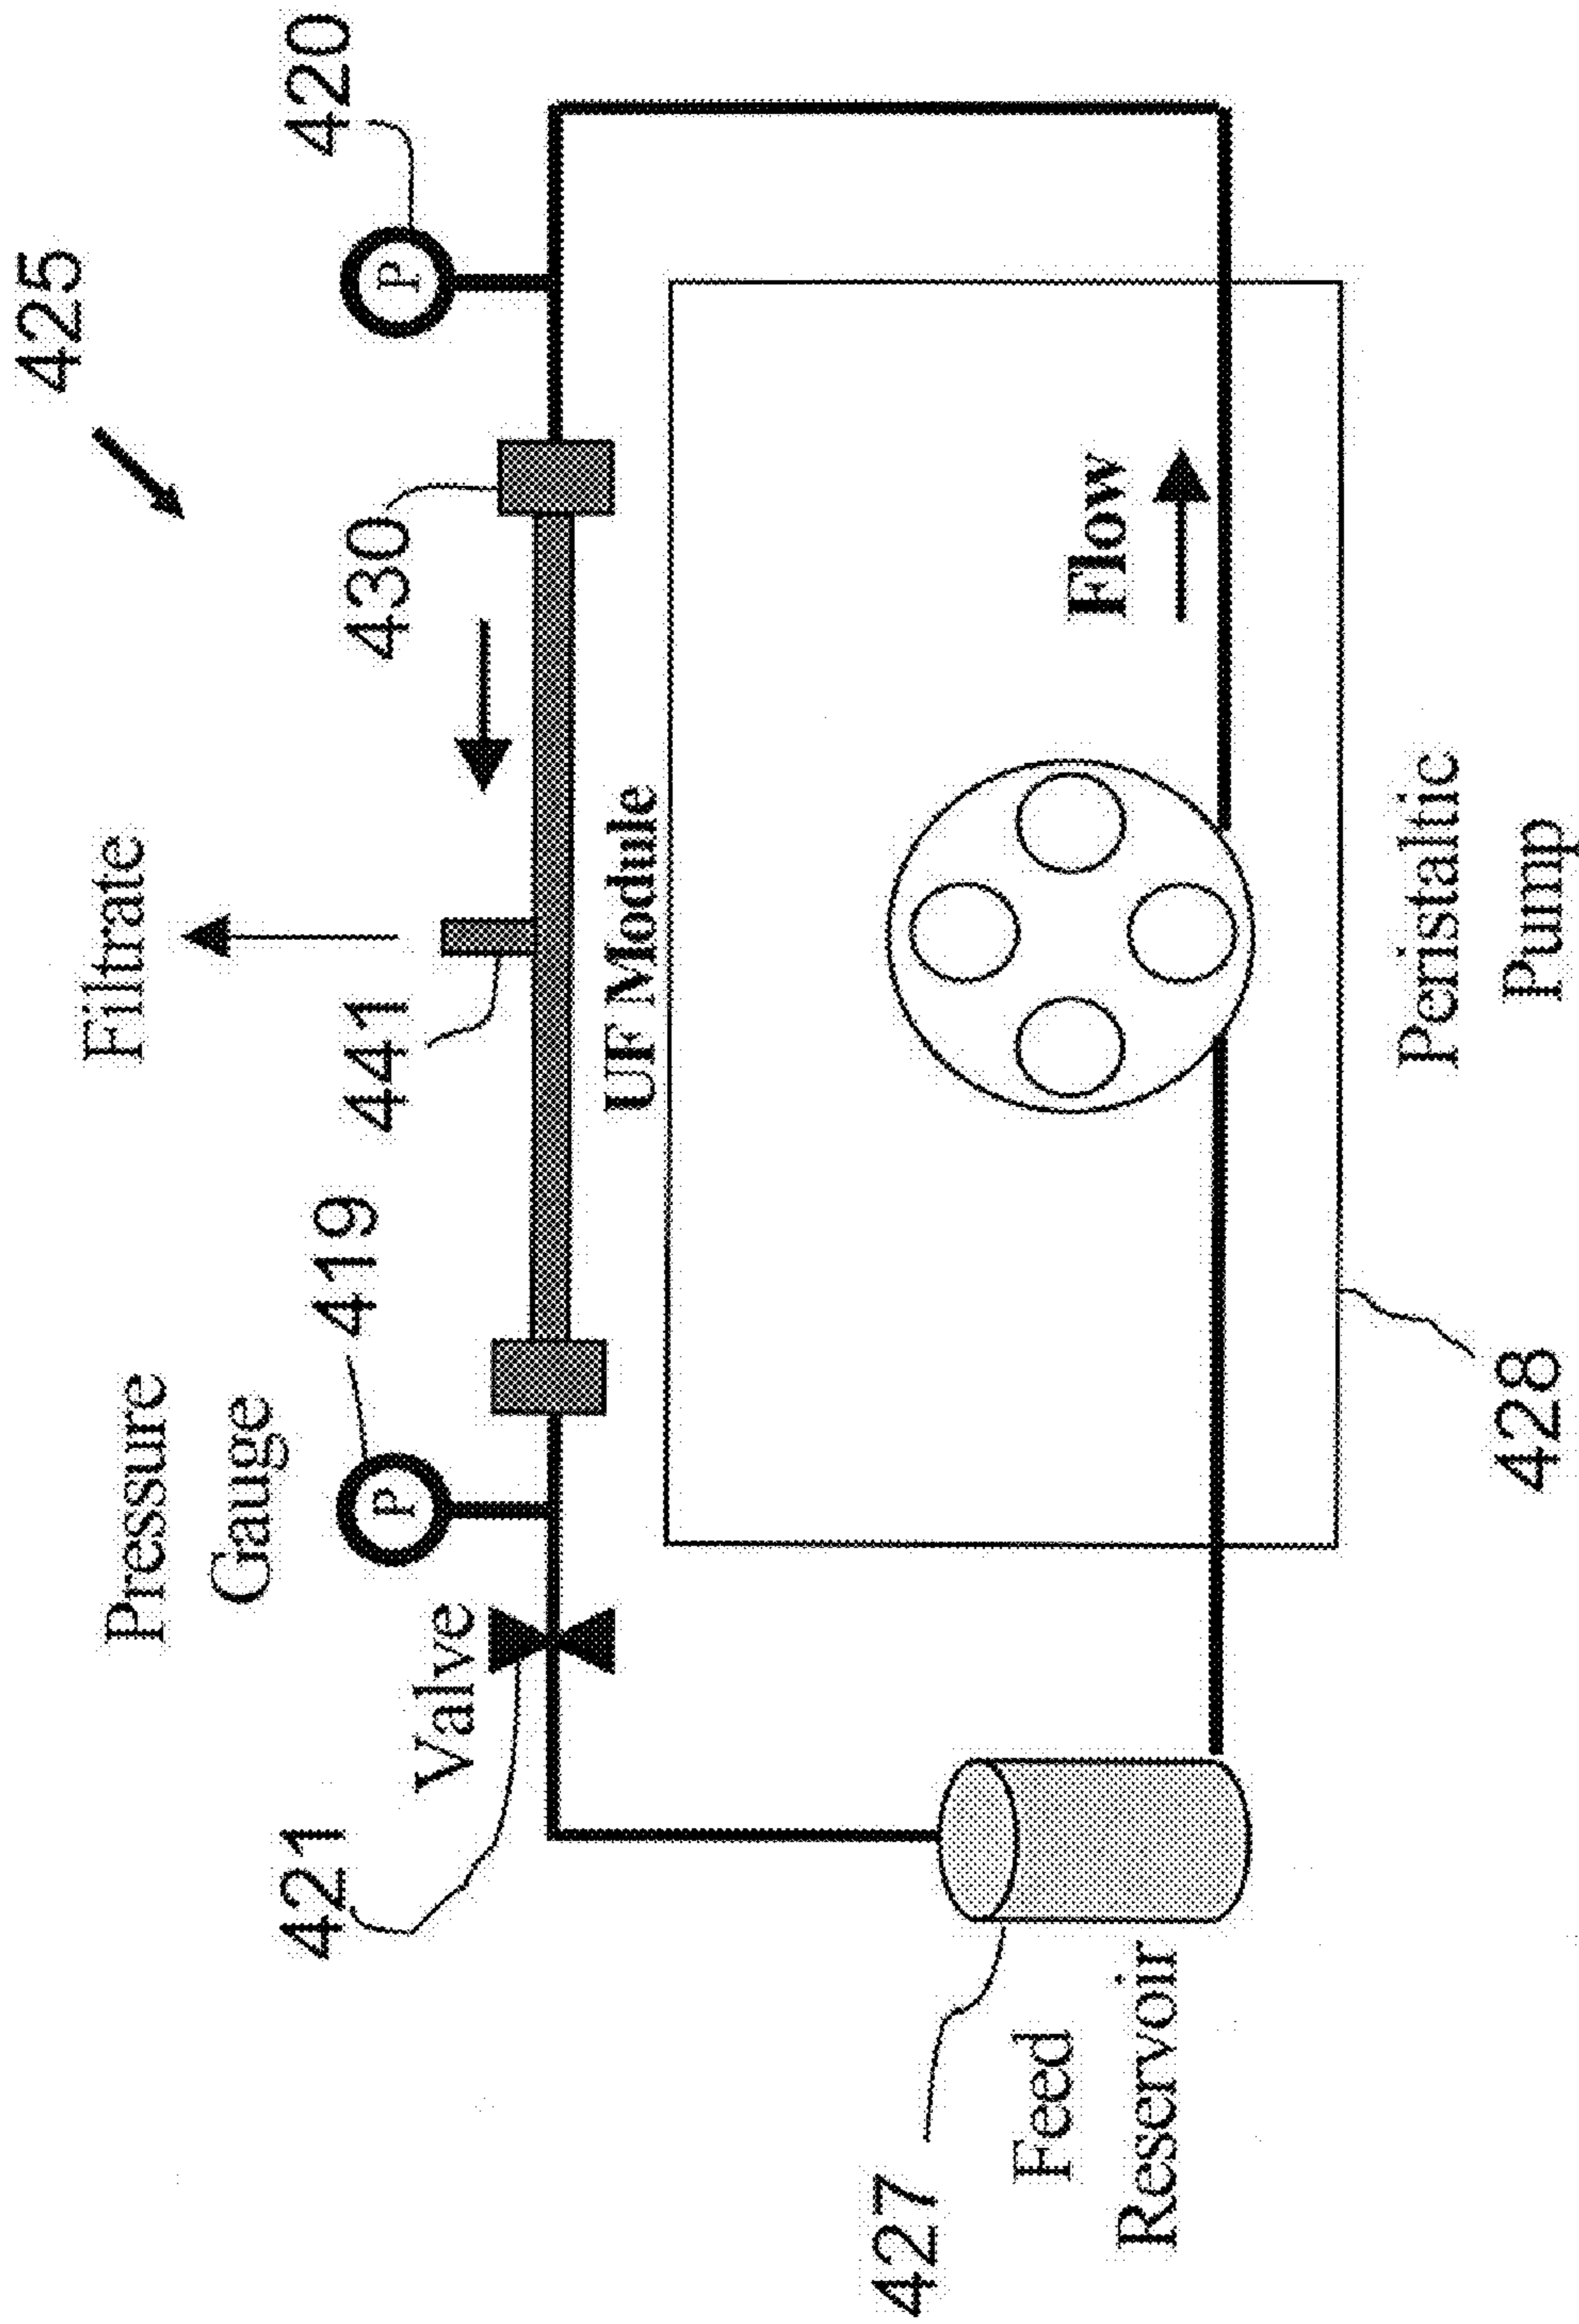 425
Filtrate
Pressure
Gauge
419
441
430
420
P
P
421
Valve
UF Module
Flow
427
Feed
Reservoir
428
Peristaltic
Pump